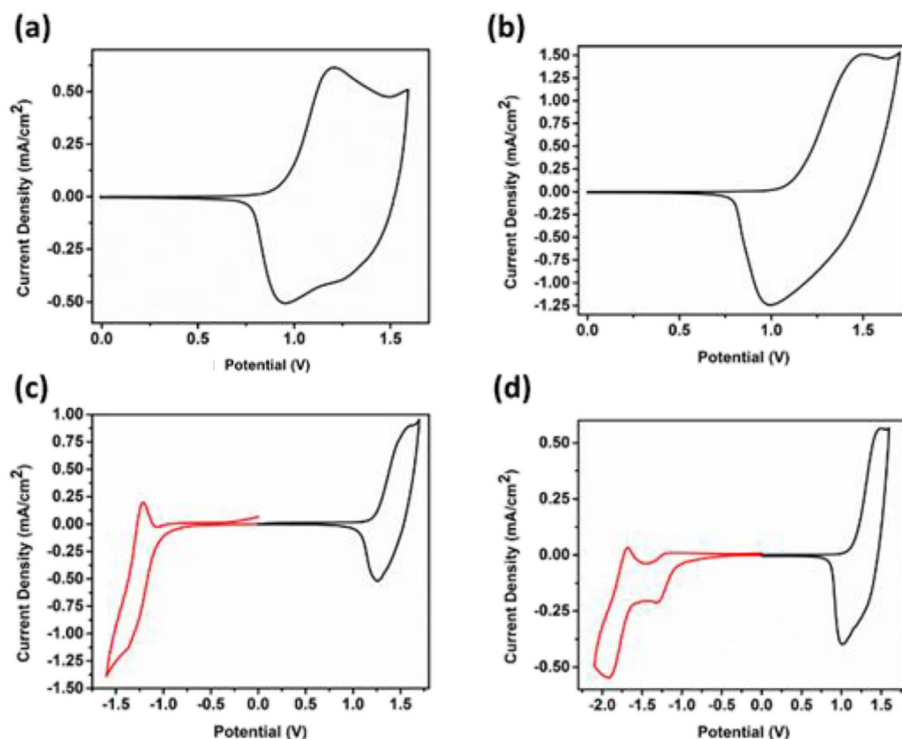 (a)
Current Density (mA/cm²)
0.50
0.25
0.00
-0.25
-0.50
0.0 0.5 1.0 1.5
Potential (V)
(b)
Current Density (mA/cm²)
1.50
1.25
1.00
0.75
0.50
0.25
0.00
-0.25
-0.50
-0.75
-1.00
-1.25
0.0 0.5 1.0 1.5
Potential (V)
(c)
Current Density (mA/cm²)
1.00
0.75
0.50
0.25
0.00
-0.25
-0.50
-0.75
-1.00
-1.25
-1.50
-1.5 -1.0 -0.5 0.0 0.5 1.0 1.5
Potential (V)
(d)
Current Density (mA/cm²)
0.50
0.25
0.00
-0.25
-0.50
-2.0 -1.5 -1.0 -0.5 0.0 0.5 1.0 1.5
Potential (V)